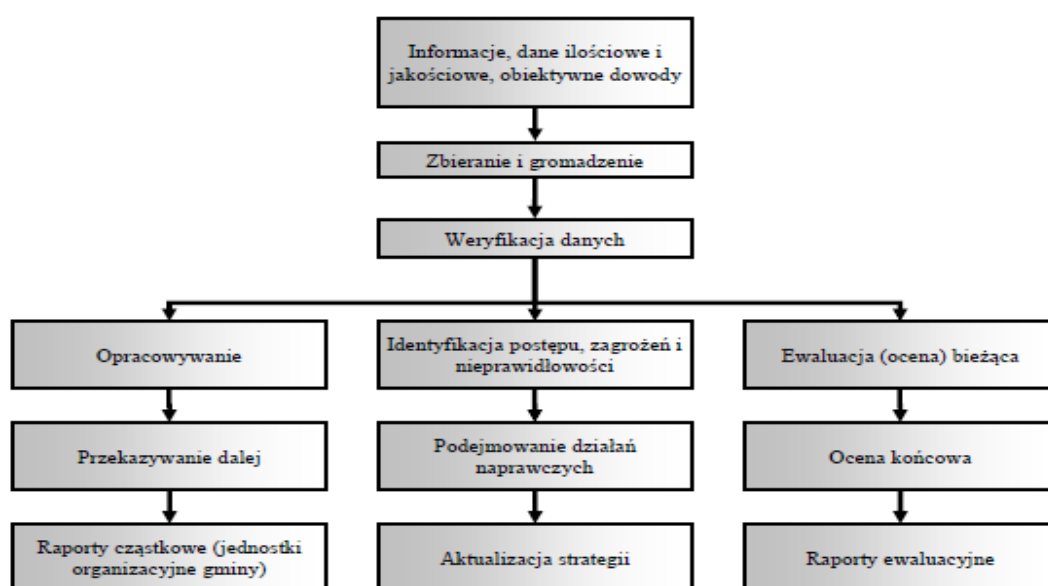 Informacje, dane ilościowe i
jakościowe, obiektywne dowody
Zbieranie i gromadzenie
Weryfikacja danych
Opracowywanie
Identyfikacja postępu, zagrożeń i
nieprawidłowości
Ewaluacja (ocena) bieżąca
Przekazywanie dalej
Podejmowanie działań
naprawczych
Ocena końcowa
Raporty cząstkowe (jednostki
organizacyjne gminy)
Aktualizacja strategii
Raporty ewaluacyjne